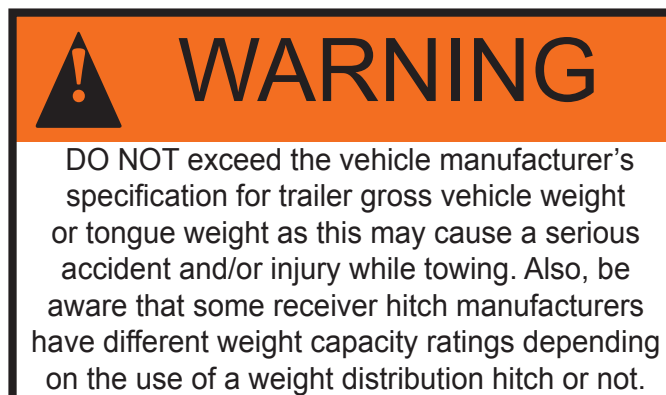 WARNING
DO NOT exceed the vehicle manufacturer’s
specification for trailer gross vehicle weight
or tongue weight as this may cause a serious
accident and/or injury while towing. Also, be
aware that some receiver hitch manufacturers
have different weight capacity ratings depending
on the use of a weight distribution hitch or not.